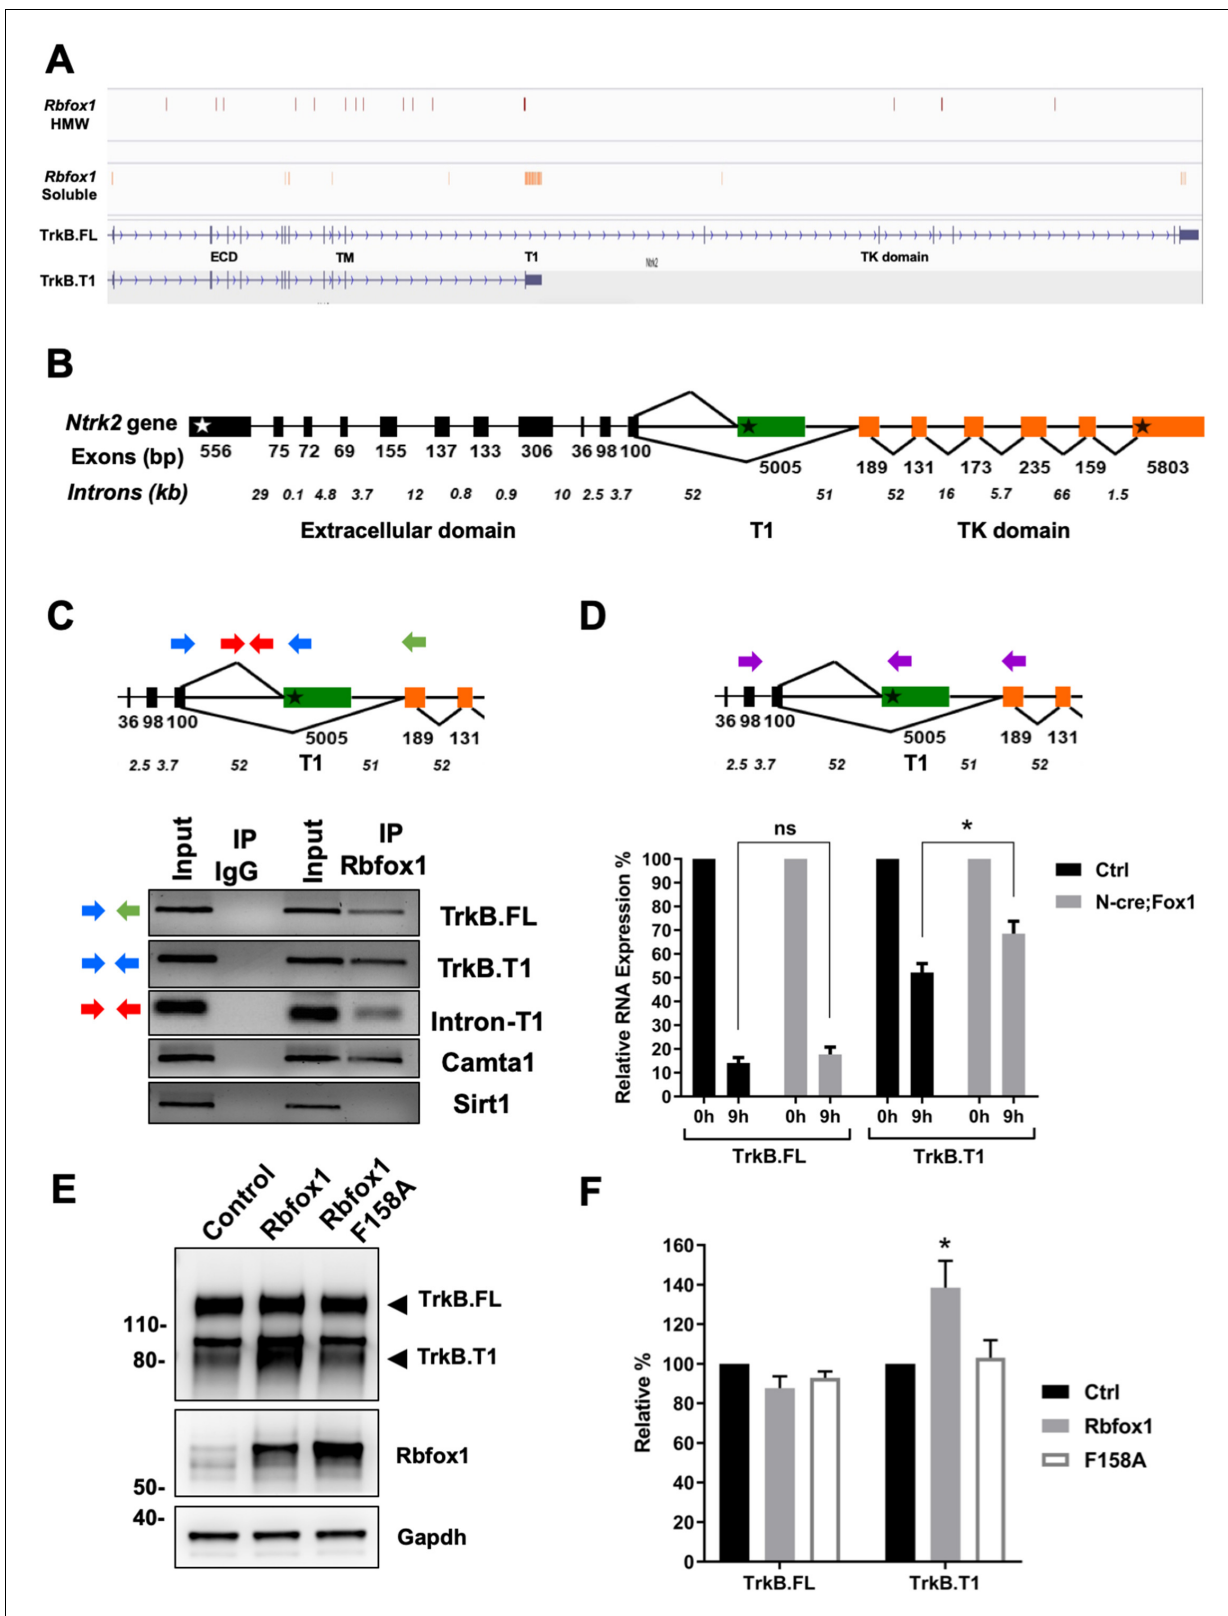 A
Rbfox1
HMW
Rbfox1
Soluble
TrkB.FL
ECD TM T1 Ntrk2 TK domain
TrkB.T1
B
Ntrk2 gene
Exons (bp) 556 75 72 69 155 137 133 306 36 98 100 5005 189 131 173 235 159 5803
Introns (kb) 29 0.1 4.8 3.7 12 0.8 0.9 10 2.5 3.7 52 51 52 16 5.7 66 1.5
Extracellular domain T1 TK domain
C
36 98 100 5005 189 131
2.5 3.7 52 T1 51 52
Input IP IgG Input IP Rbfox1
TrkB.FL
TrkB.T1
Intron-T1
Camta1
Sirt1
D
36 98 100 5005 189 131
2.5 3.7 52 T1 51 52
ns *
Relative RNA Expression %
100
90
80
70
60
50
40
30
20
10
0
0h 9h 0h 9h 0h 9h 0h 9h
TrkB.FL TrkB.T1
Ctrl
N-cre;Fox1
E
Control Rbfox1 Rbfox1 F158A
TrkB.FL
110-
80- TrkB.T1
Rbfox1
50-
40-
Gapdh
F
Relative %
160
140
120
100
80
60
40
20
0
*
TrkB.FL TrkB.T1
Ctrl
Rbfox1
F158A